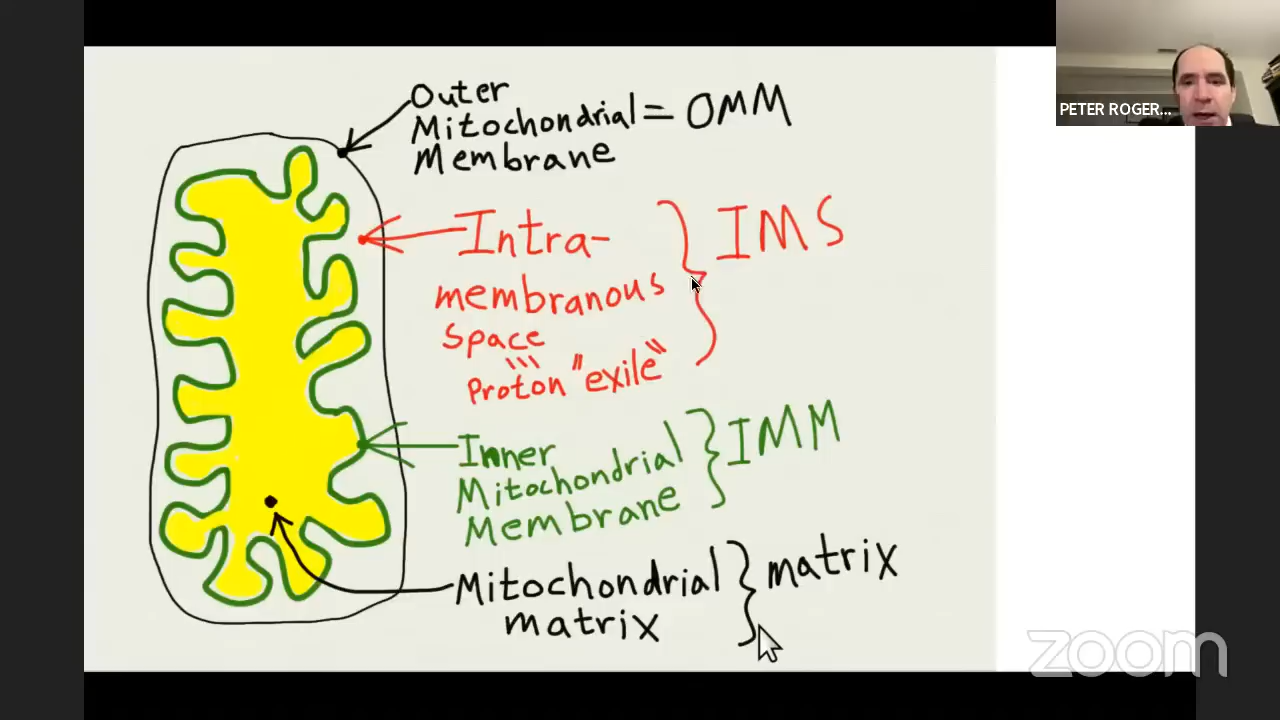 Outer
Mitochondrial = OMM
Membrane
Intra-
membranous
space
Proton "exile"
} IMS
Inner
Mitochondrial
Membrane
} IMM
Mitochondrial
matrix
} matrix
PETER ROGER...
zoom